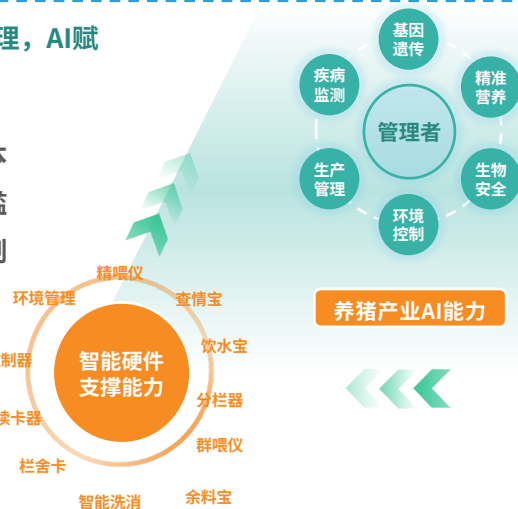 理，AI赋
基因
遗传
疾病
监测
精准
营养
管理者
生产
管理
生物
安全
环境
控制
精喂仪
环境管理
查情宝
养猪产业AI能力
饮水宝
智能硬件
支撑能力
制器
分栏器
读卡器
群喂仪
栏舍卡
智能洗消
余料宝